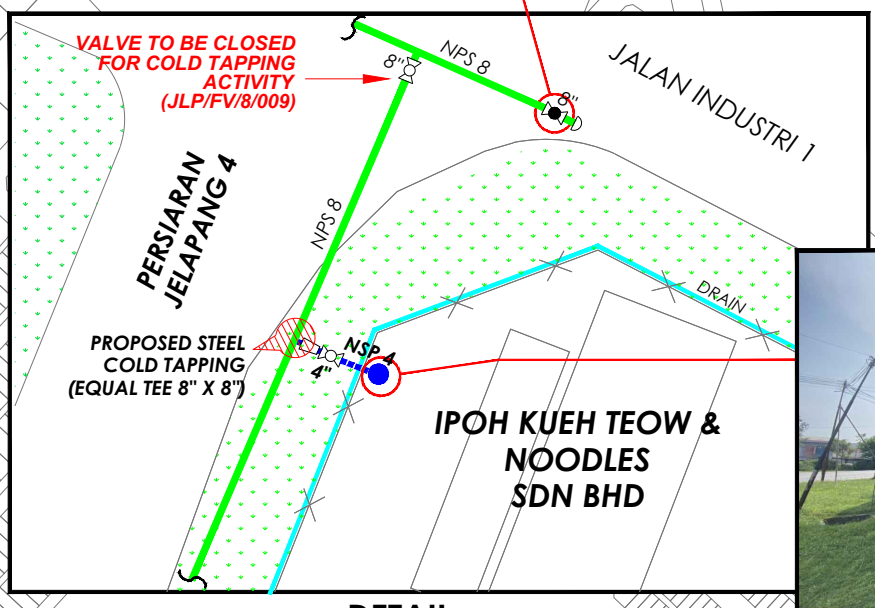 VALVE TO BE CLOSED
FOR COLD TAPPING
ACTIVITY
(JLP/FV/8/009)
8"
NPS 8
8"
JALAN INDUSTRI 1
PERSIARAN
JELAPANG 4
NPS 8
DRAIN
PROPOSED STEEL
COLD TAPPING
(EQUAL TEE 8" X 8")
NSP 4
4"
IPOH KUEH TEOW &
NOODLES
SDN BHD